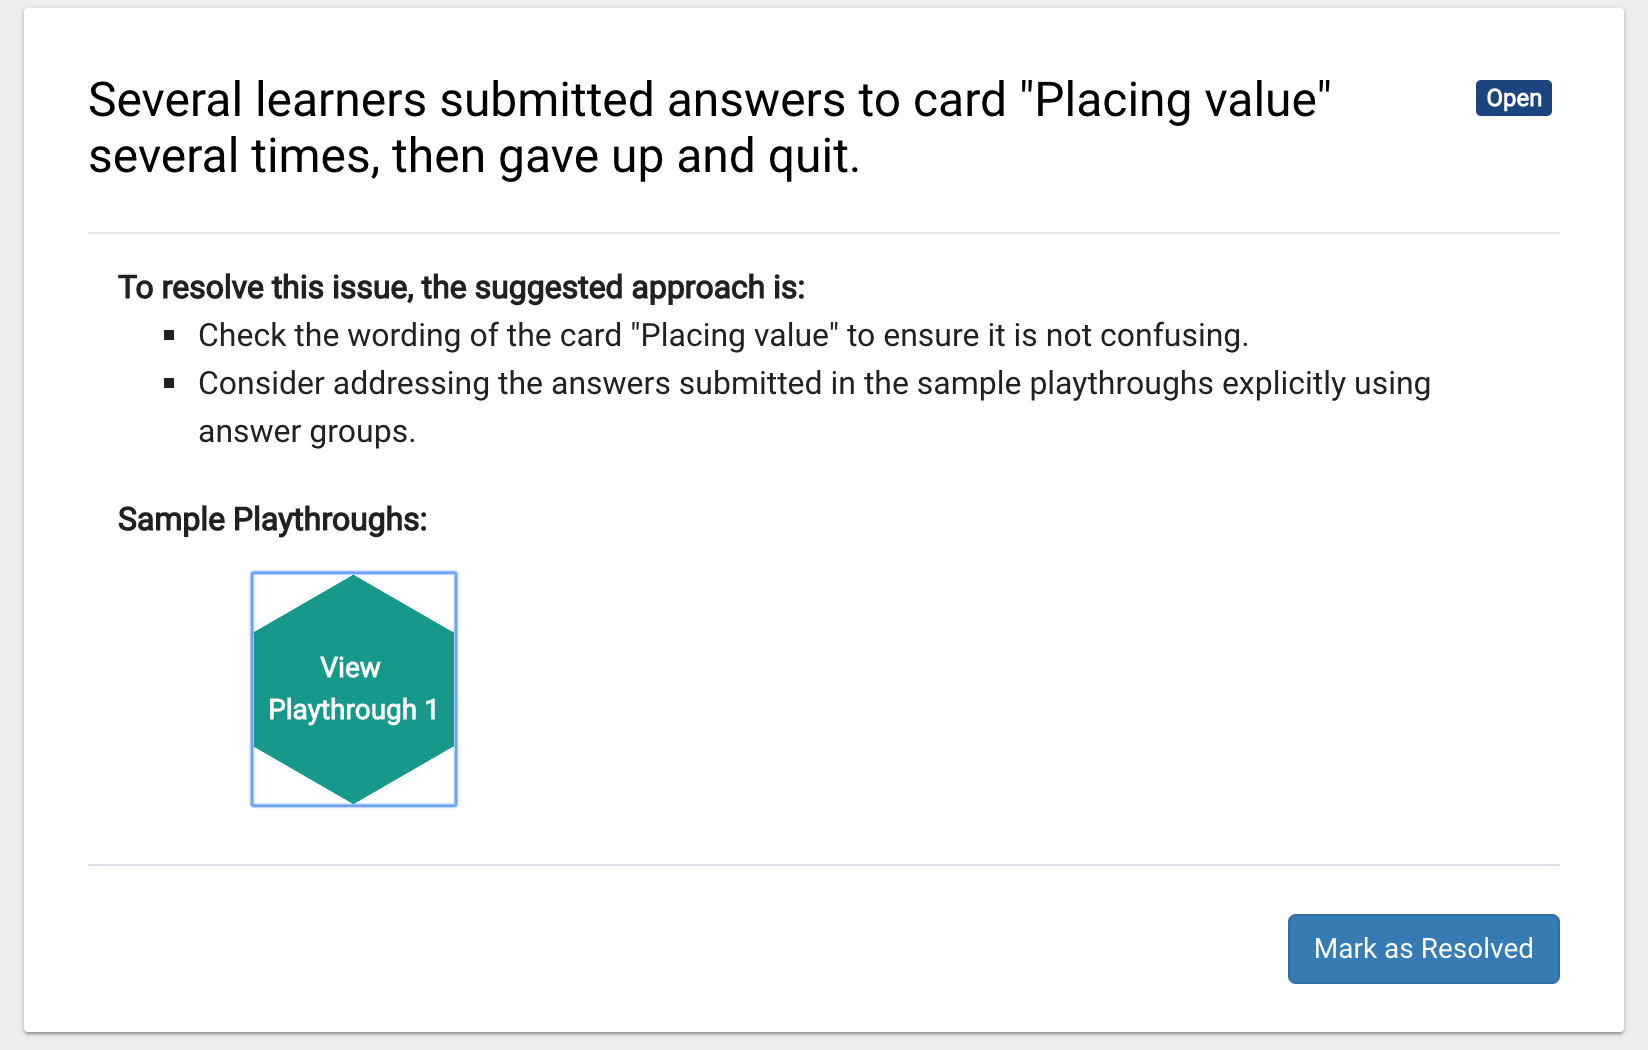 Several learners submitted answers to card "Placing value"
Open
several times, then gave up and quit.
To resolve this issue, the suggested approach is:
Check the wording of the card "Placing value" to ensure it is not confusing.
Consider addressing the answers submitted in the sample playthroughs explicitly using
answer groups.
Sample Playthroughs:
View
Playthrough 1
Mark as Resolved